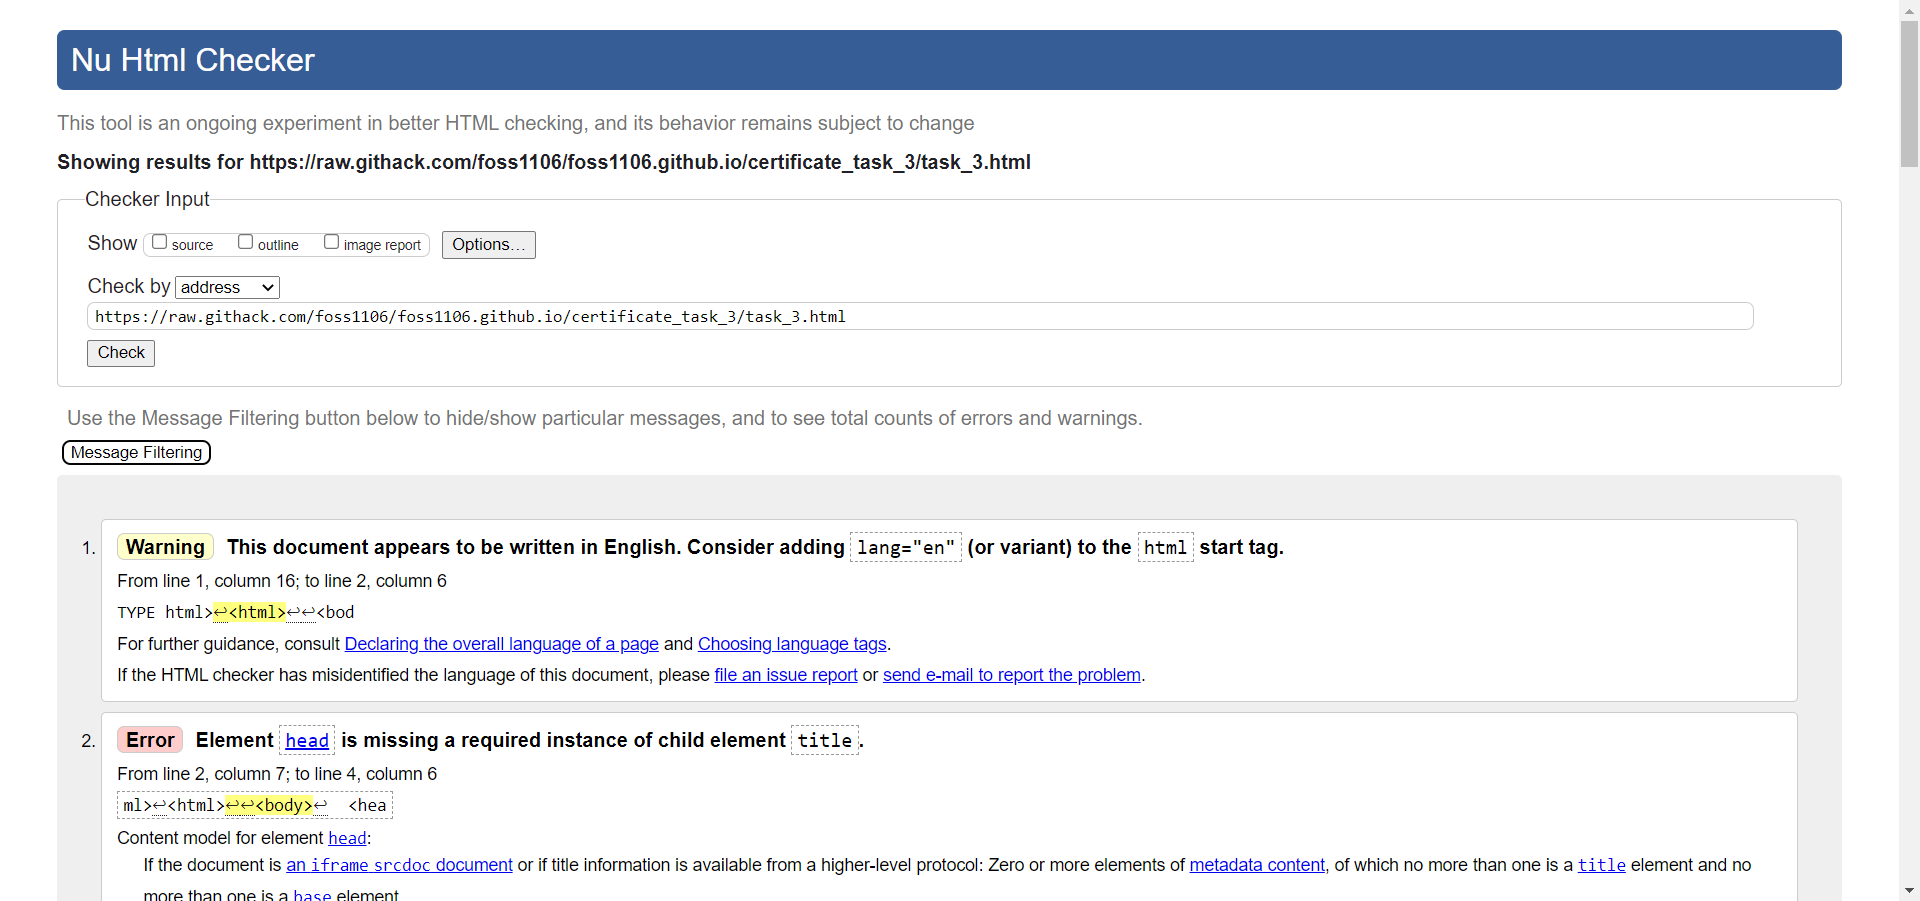 Nu Html Checker
This tool is an ongoing experiment in better HTML checking, and its behavior remains subject to change
Showing results for https://raw.githack.com/foss1106/foss1106.github.io/certificate_task_3/task_3.html
Checker Input
Show source outline image report Options...
Check by address
https://raw.githack.com/foss1106/foss1106.github.io/certificate_task_3/task_3.html
Check
Use the Message Filtering button below to hide/show particular messages, and to see total counts of errors and warnings.
Message Filtering
1. Warning This document appears to be written in English. Consider adding lang="en" (or variant) to the html start tag.
From line 1, column 16; to line 2, column 6
TYPE html>↩<html>↩↩<bod
For further guidance, consult Declaring the overall language of a page and Choosing language tags.
If the HTML checker has misidentified the language of this document, please file an issue report or send e-mail to report the problem.
2. Error Element head is missing a required instance of child element title.
From line 2, column 7; to line 4, column 6
ml>↩<html>↩↩<body>↩ <hea
Content model for element head:
If the document is an iframe srcdoc document or if title information is available from a higher-level protocol: Zero or more elements of metadata content, of which no more than one is a title element and no
more than one is a base element